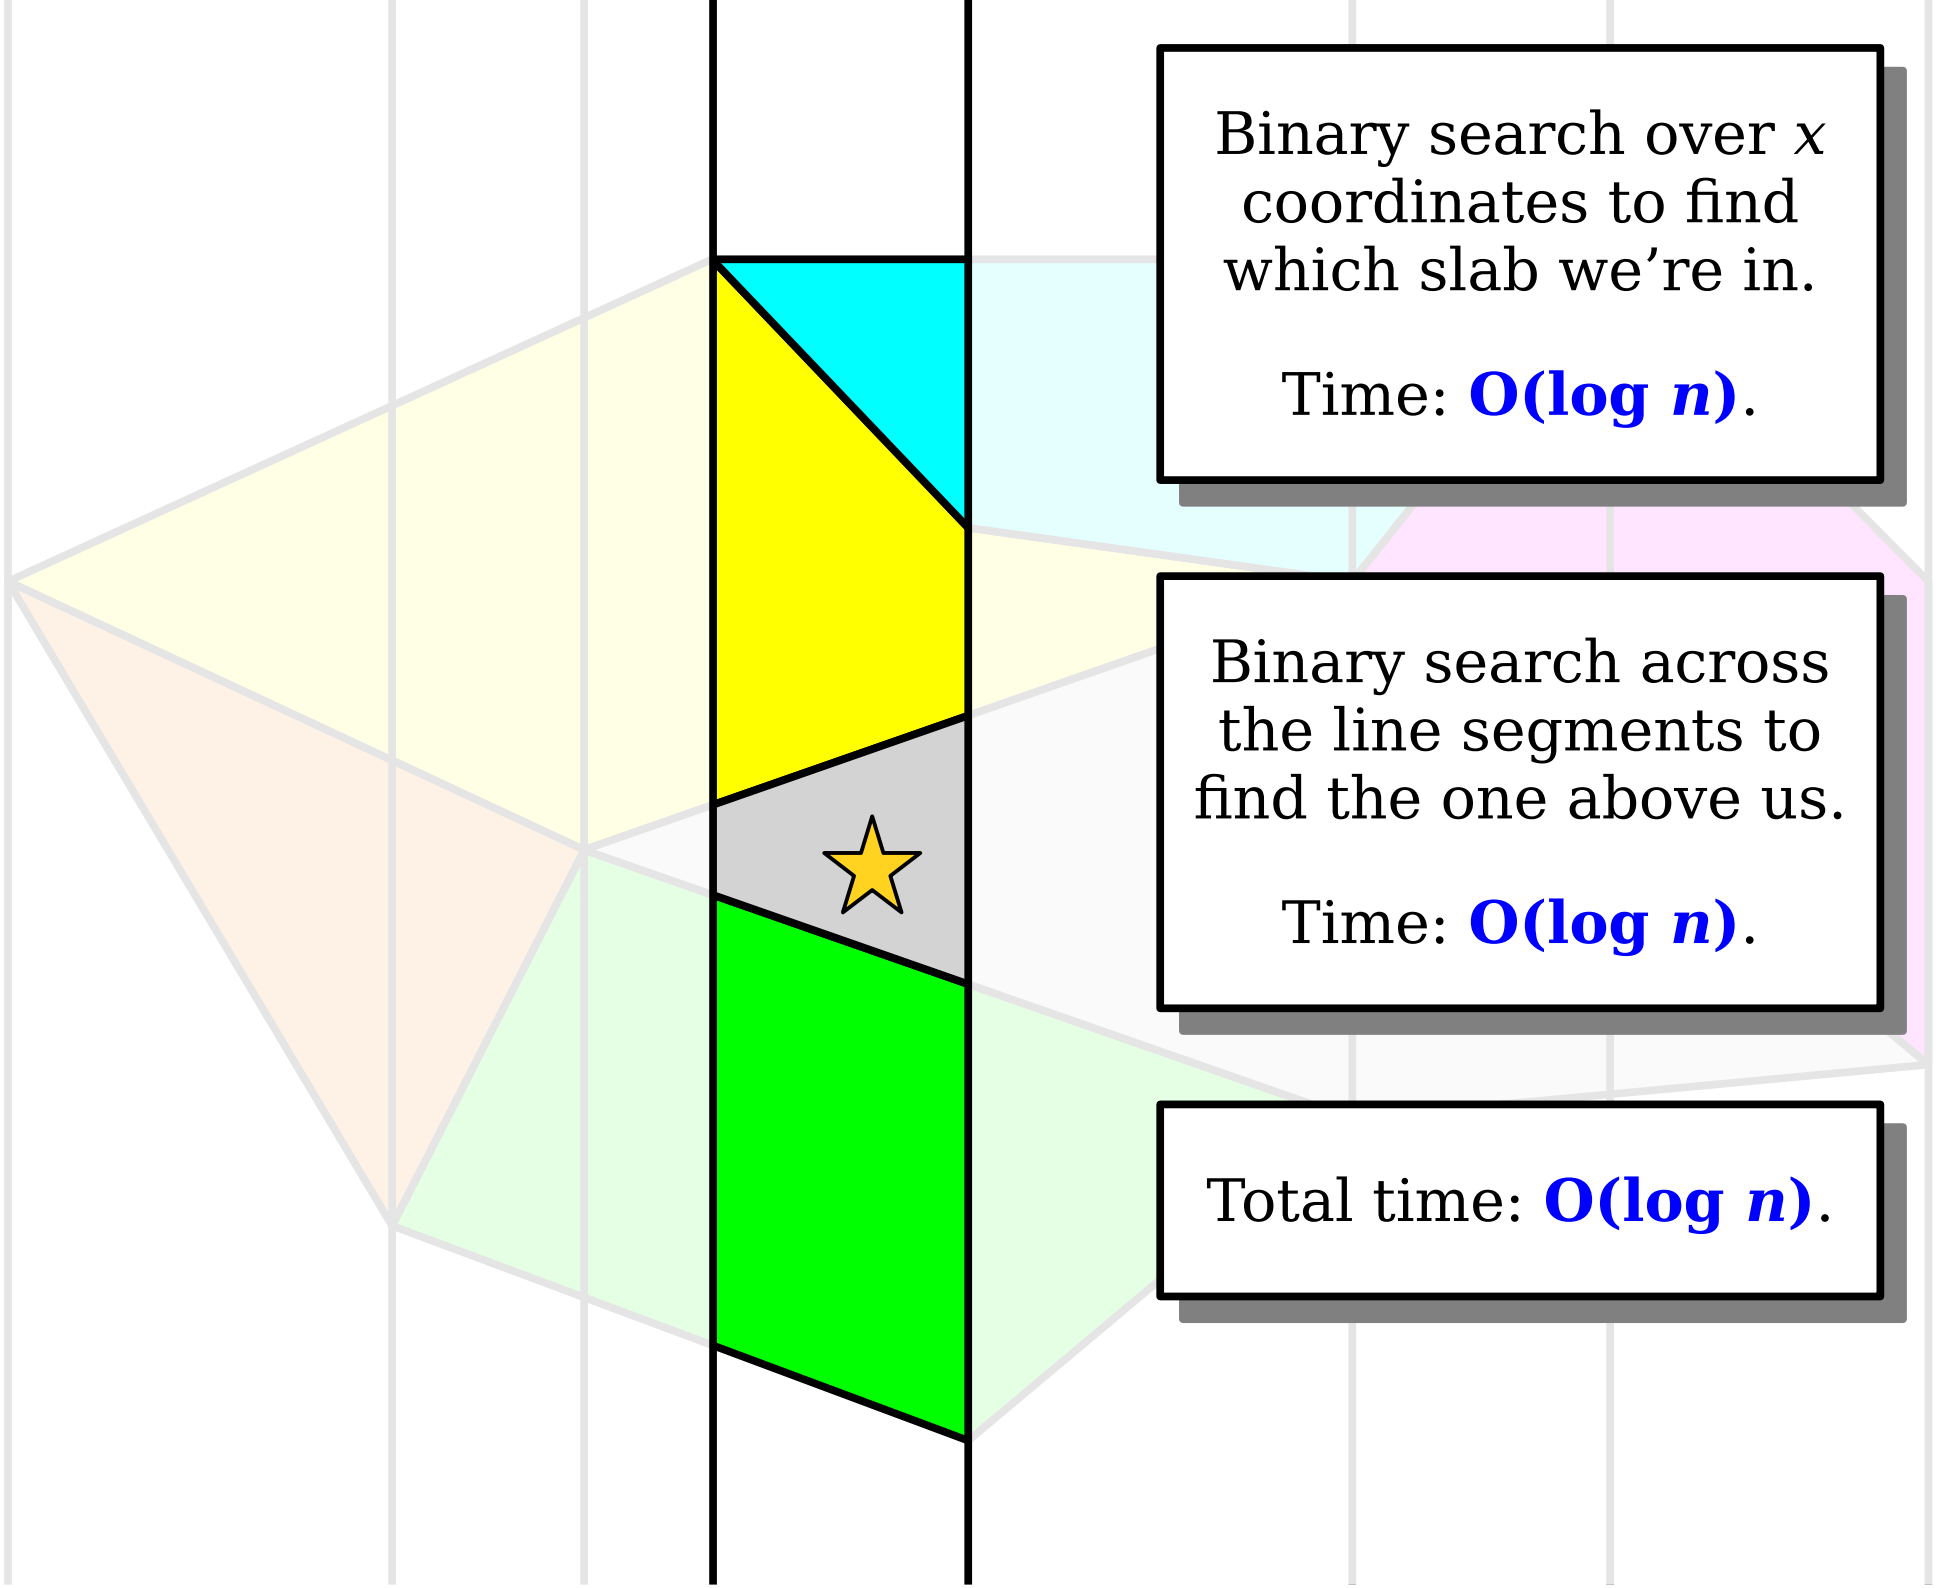 Binary search over x
coordinates to find
which slab we’re in.
Time: O(log n).
Binary search across
the line segments to
find the one above us.
Time: O(log n).
Total time: O(log n).